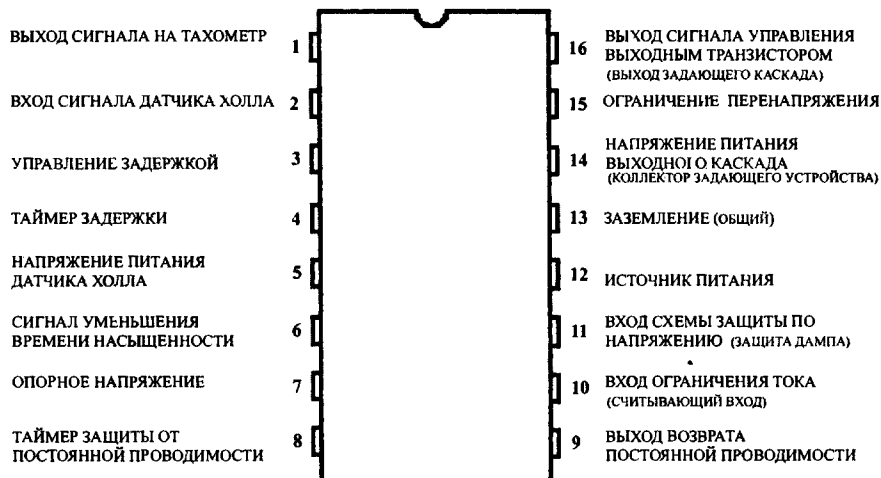 ВЫХОД СИГНАЛА НА ТАХОМЕТР 1
ВХОД СИГНАЛА ДАТЧИКА ХОЛЛА 2
УПРАВЛЕНИЕ ЗАДЕРЖКОЙ 3
ТАЙМЕР ЗАДЕРЖКИ 4
НАПРЯЖЕНИЕ ПИТАНИЯ
ДАТЧИКА ХОЛЛА 5
СИГНАЛ УМЕНЬШЕНИЯ
ВРЕМЕНИ НАСЫЩЕННОСТИ 6
ОПОРНОЕ НАПРЯЖЕНИЕ 7
ТАЙМЕР ЗАЩИТЫ ОТ
ПОСТОЯННОЙ ПРОВОДИМОСТИ 8
16 ВЫХОД СИГНАЛА УПРАВЛЕНИЯ
ВЫХОДНЫМ ТРАНЗИСТОРОМ
(ВЫХОД ЗАДАЮЩЕГО КАСКАДА)
15 ОГРАНИЧЕНИЕ ПЕРЕНАПРЯЖЕНИЯ
14 НАПРЯЖЕНИЕ ПИТАНИЯ
ВЫХОДНОГО КАСКАДА
(КОЛЛЕКТОР ЗАДАЮЩЕГО УСТРОЙСТВА)
13 ЗАЗЕМЛЕНИЕ (ОБЩИЙ)
12 ИСТОЧНИК ПИТАНИЯ
11 ВХОД СХЕМЫ ЗАЩИТЫ ПО
НАПРЯЖЕНИЮ (ЗАЩИТА ДАМПА)
10 ВХОД ОГРАНИЧЕНИЯ ТОКА
(СЧИТЫВАЮЩИЙ ВХОД)
9 ВЫХОД ВОЗВРАТА
ПОСТОЯННОЙ ПРОВОДИМОСТИ